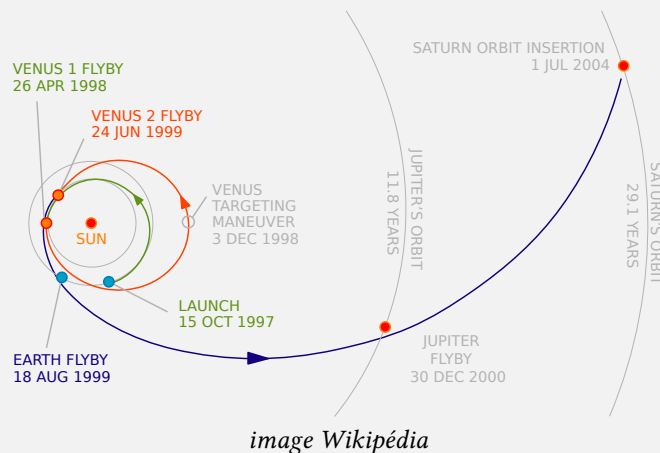 SATURN ORBIT INSERTION
1 JUL 2004
VENUS 1 FLYBY
26 APR 1998
VENUS 2 FLYBY
24 JUN 1999
VENUS
TARGETING
MANEUVER
3 DEC 1998
SUN
JUPITER'S ORBIT
11.8 YEARS
SATURN'S ORBIT
29.1 YEARS
LAUNCH
15 OCT 1997
EARTH FLYBY
18 AUG 1999
JUPITER
FLYBY
30 DEC 2000
image Wikipédia